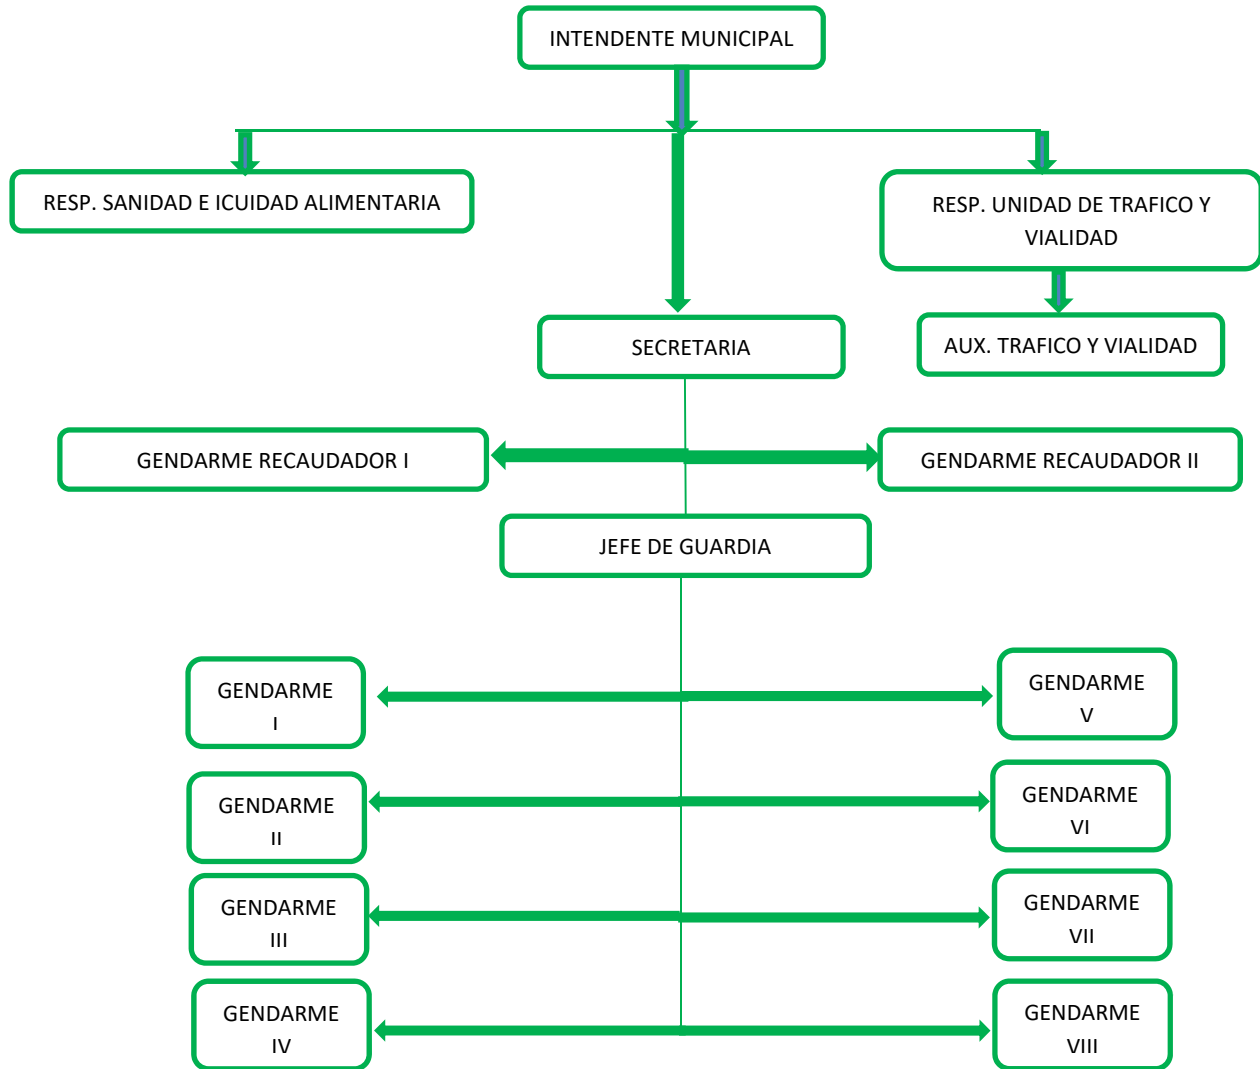 INTENDENTE MUNICIPAL
RESP. SANIDAD E ICUIDAD ALIMENTARIA
RESP. UNIDAD DE TRAFICO Y
VIALIDAD
SECRETARIA
AUX. TRAFICO Y VIALIDAD
GENDARME RECAUDADOR I
GENDARME RECAUDADOR II
JEFE DE GUARDIA
GENDARME
I
GENDARME
V
GENDARME
II
GENDARME
VI
GENDARME
III
GENDARME
VII
GENDARME
IV
GENDARME
VIII